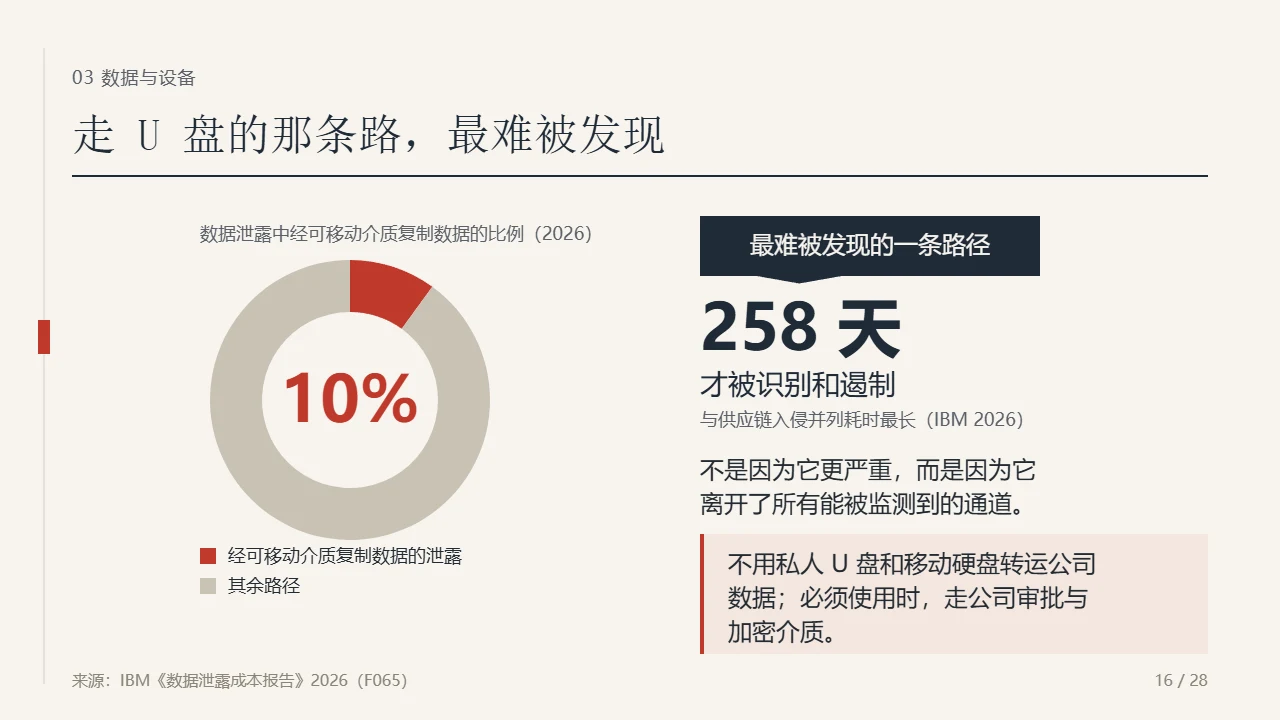 03 数据与设备
走 U 盘的那条路，最难被发现
数据泄露中经可移动介质复制数据的比例（2026）
10%
经可移动介质复制数据的泄露
其余路径
最难被发现的一条路径
258 天
才被识别和遏制
与供应链入侵并列耗时最长（IBM 2026）
不是因为它更严重，而是因为它
离开了所有能被监测到的通道。
不用私人 U 盘和移动硬盘转运公司
数据；必须使用时，走公司审批与
加密介质。
来源：IBM《数据泄露成本报告》2026（F065）
16 / 28